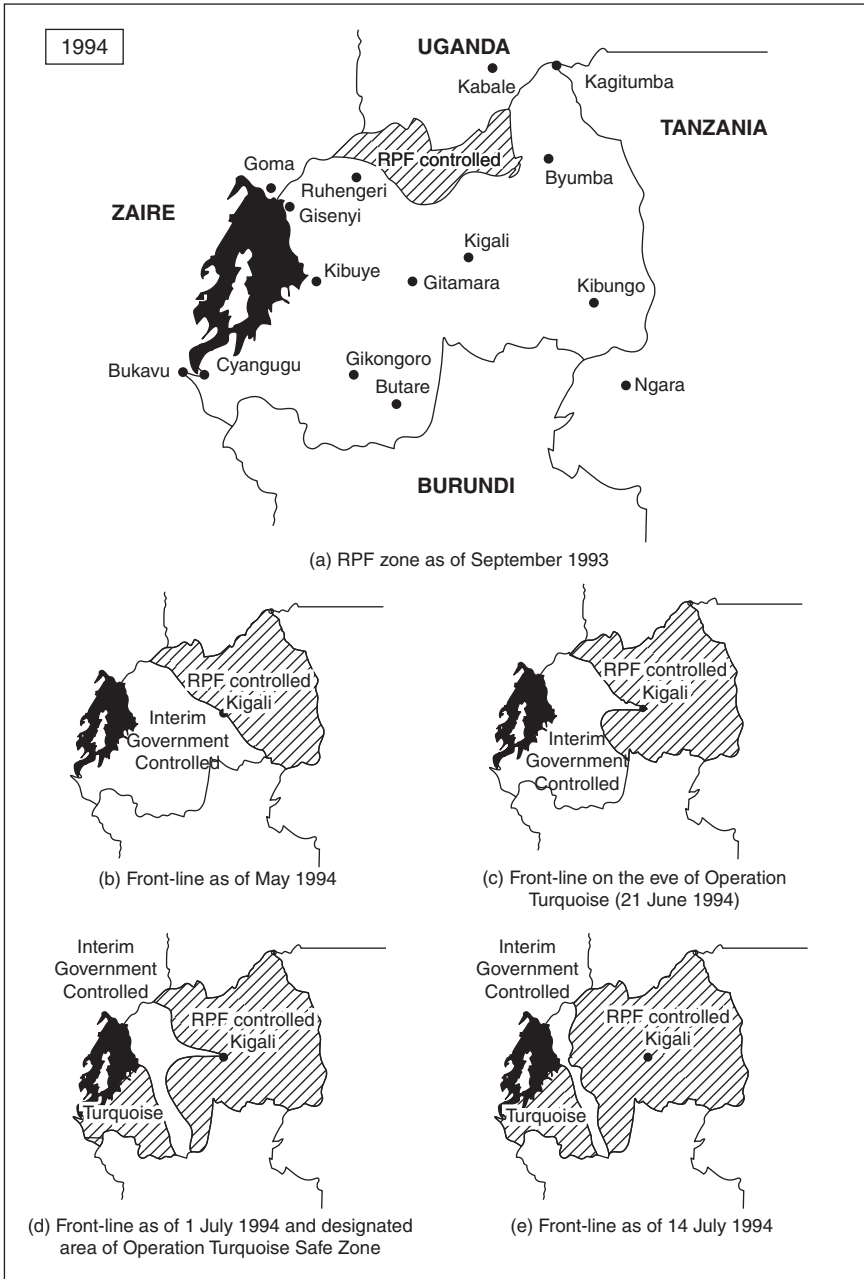 1994
UGANDA
Kabale
Kagitumba
TANZANIA
RPF controlled
Byumba
Goma
Ruhengeri
Gisenyi
ZAIRE
Kigali
Kibuye
Gitamara
Kibungo
Bukavu
Cyangugu
Gikongoro
Butare
Ngara
BURUNDI
(a) RPF zone as of September 1993
RPF controlled
Kigali
Interim
Government
Controlled
(b) Front-line as of May 1994
RPF controlled
Kigali
Interim
Government
Controlled
(c) Front-line on the eve of Operation
Turquoise (21 June 1994)
Interim
Government
Controlled
RPF controlled
Kigali
Turquoise
(d) Front-line as of 1 July 1994 and designated
area of Operation Turquoise Safe Zone
Interim
Government
Controlled
RPF controlled
Kigali
Turquoise
(e) Front-line as of 14 July 1994